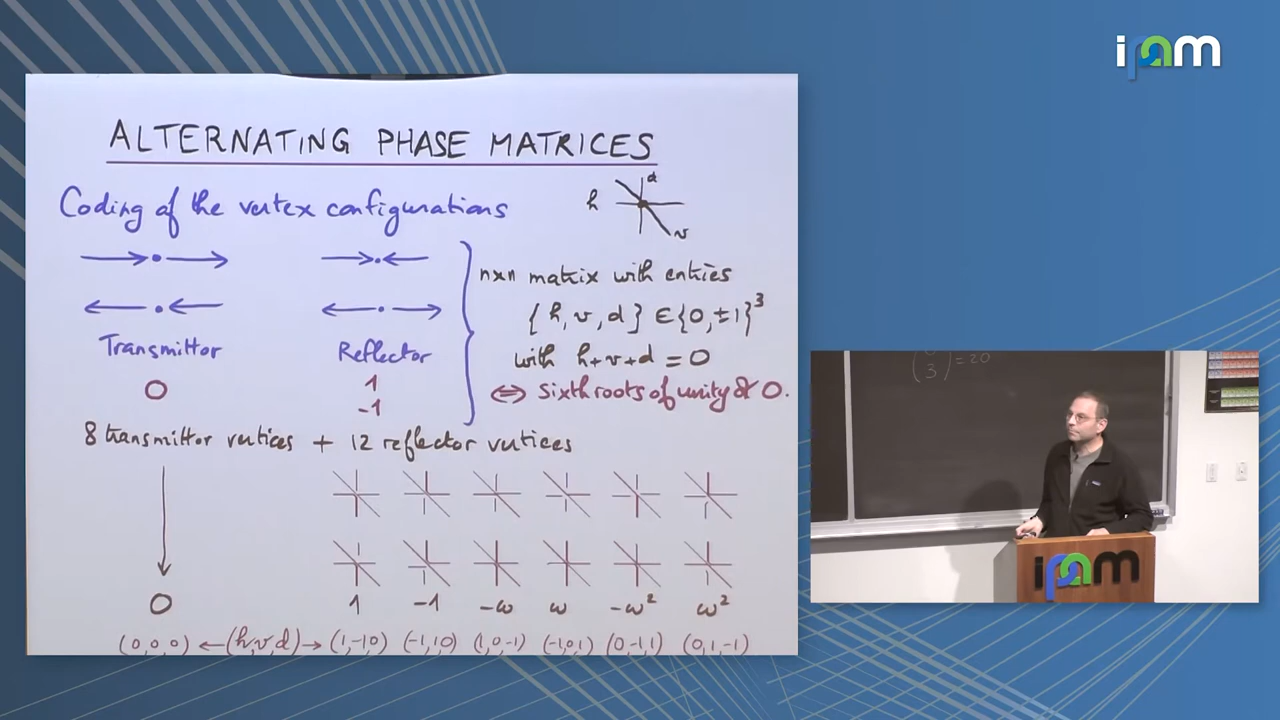 ipam
ALTERNATING PHASE MATRICES
Coding of the vertex configurations
h
d
v
n×n matrix with entries
{h, v, d} ∈ {0, ±1}³
Transmittor
Reflector
with h+v+d = 0
0
1
-1
⇔ sixth roots of unity & 0.
8 transmittor vertices + 12 reflector vertices
0
1
-1
-ω
ω
-ω²
ω²
(0,0,0) ← (h,v,d) → (1,-1,0) (-1,1,0) (1,0,-1) (-1,0,1) (0,-1,1) (0,1,-1)
(6 3) = 20
ipam